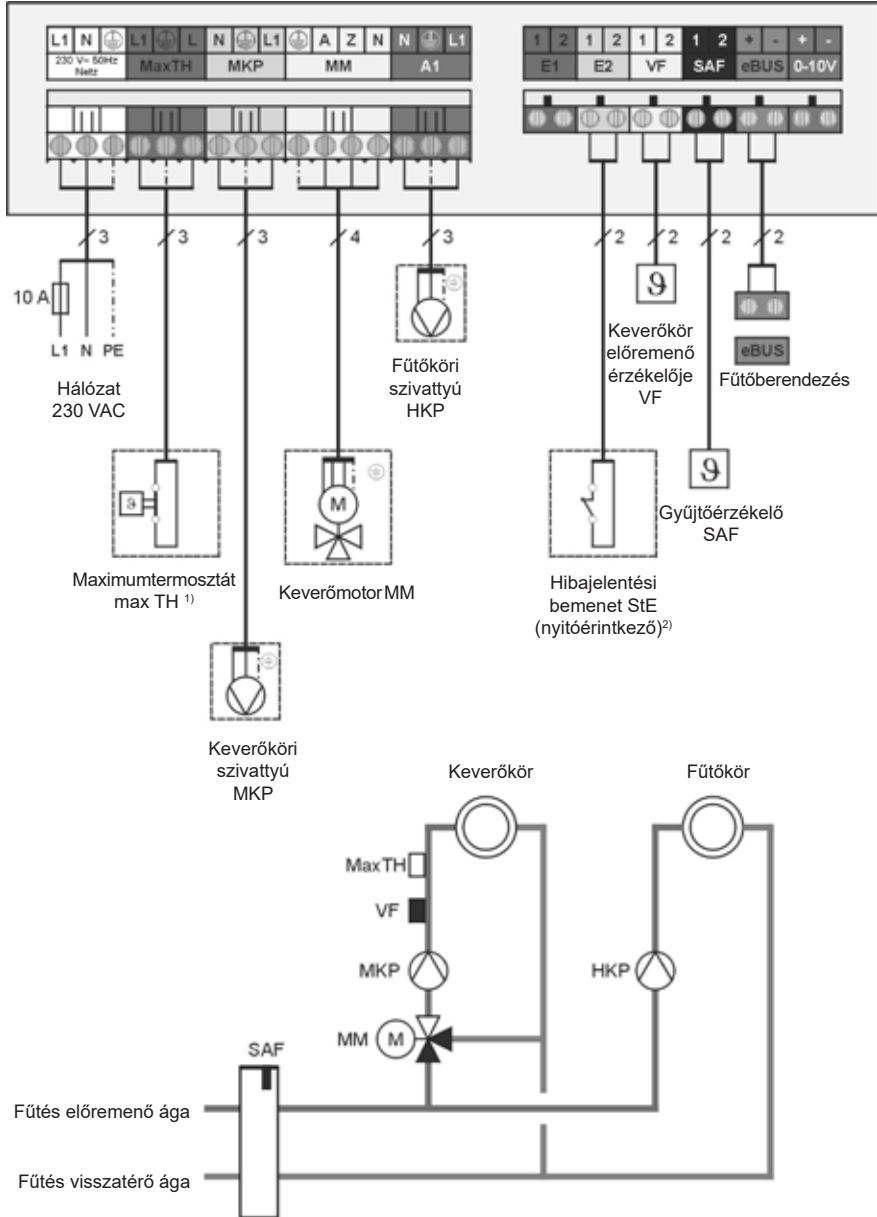 L1 N L1 L N L1 A Z N N L1
230 V~ 50Hz
Netz
MaxTH MKP MM A1
1 2 1 2 1 2 1 2 + - + -
E1 E2 VF SAF eBUS 0-10V
3 3 3 4 3 2 2 2 2
10 A
L1 N PE
Hálózat
230 VAC
Fűtőköri
szivattyú
HKP
ϑ
Keverőkör
előremenő
érzékelője
VF
eBUS
Fűtőberendezés
ϑ
Maximumtermosztát
max TH ¹⁾
M
Keverőmotor MM
Hibajelentési
bemenet StE
(nyitóérintkező)²⁾
ϑ
Gyűjtőérzékelő
SAF
Keverőköri
szivattyú
MKP
Keverőkör
Fűtőkör
MaxTH
VF
MKP
HKP
MM M
SAF
Fűtés előremenő ága
Fűtés visszatérő ága